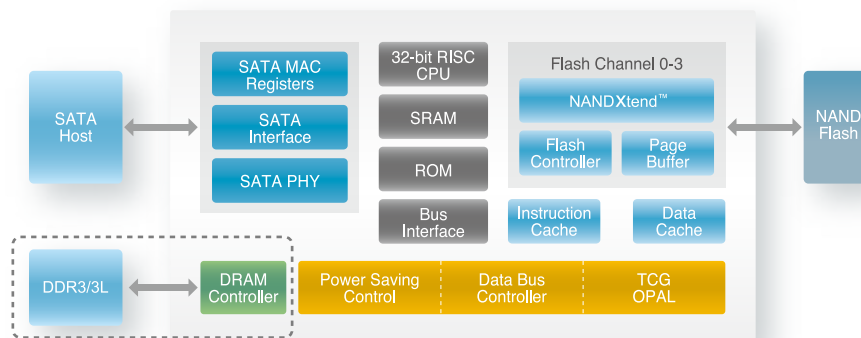 SATA
Host
SATA MAC
Registers
SATA
Interface
SATA PHY
32-bit RISC
CPU
SRAM
ROM
Bus
Interface
Flash Channel 0-3
NANDXtend™
Flash
Controller
Page
Buffer
Instruction
Cache
Data
Cache
NAND
Flash
DDR3/3L
DRAM
Controller
Power Saving
Control
Data Bus
Controller
TCG
OPAL